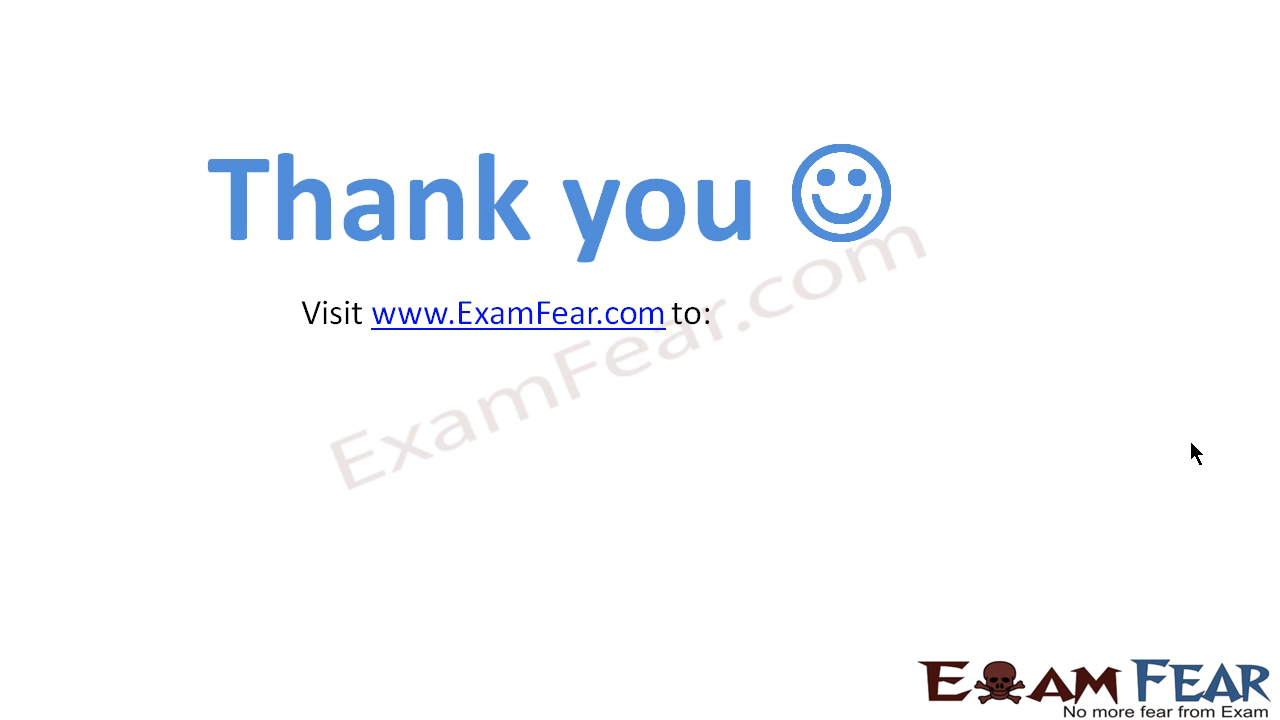 Thank you ☺
Visit www.ExamFear.com to:
ExamFear.com
EXAM FEAR
No more fear from Exam